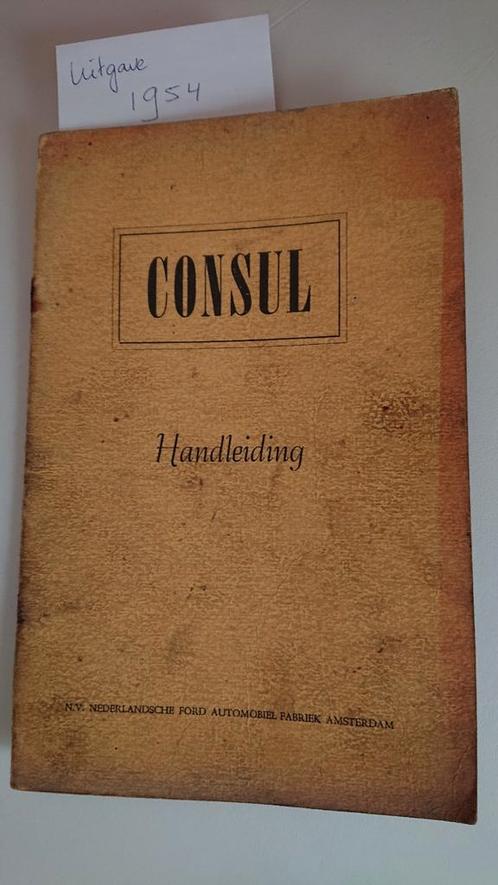 Uitgave
1954
CONSUL
Handleiding
N.V. NEDERLANDSCHE FORD AUTOMOBIEL FABRIEK AMSTERDAM